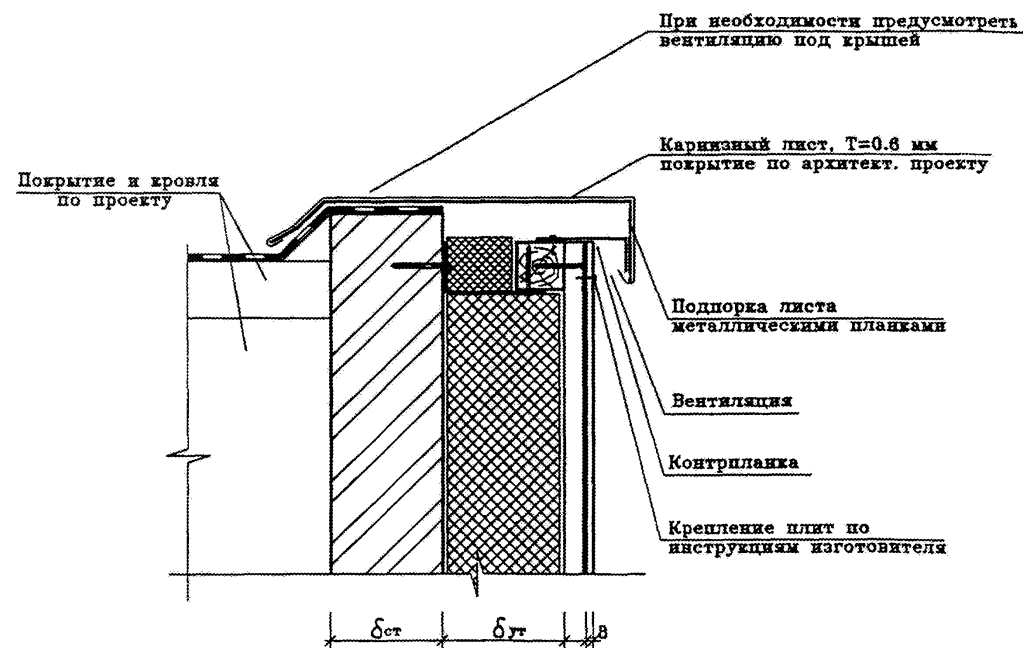 При необходимости предусмотреть
вентиляцию под крышей
Карнизный лист, Т=0.6 мм
покрытие по архитект. проекту
Покрытие и кровля
по проекту
Подпорка листа
металлическими планками
Вентиляция
Контрпланка
Крепление плит по
инструкциям изготовителя
δст
δут
8